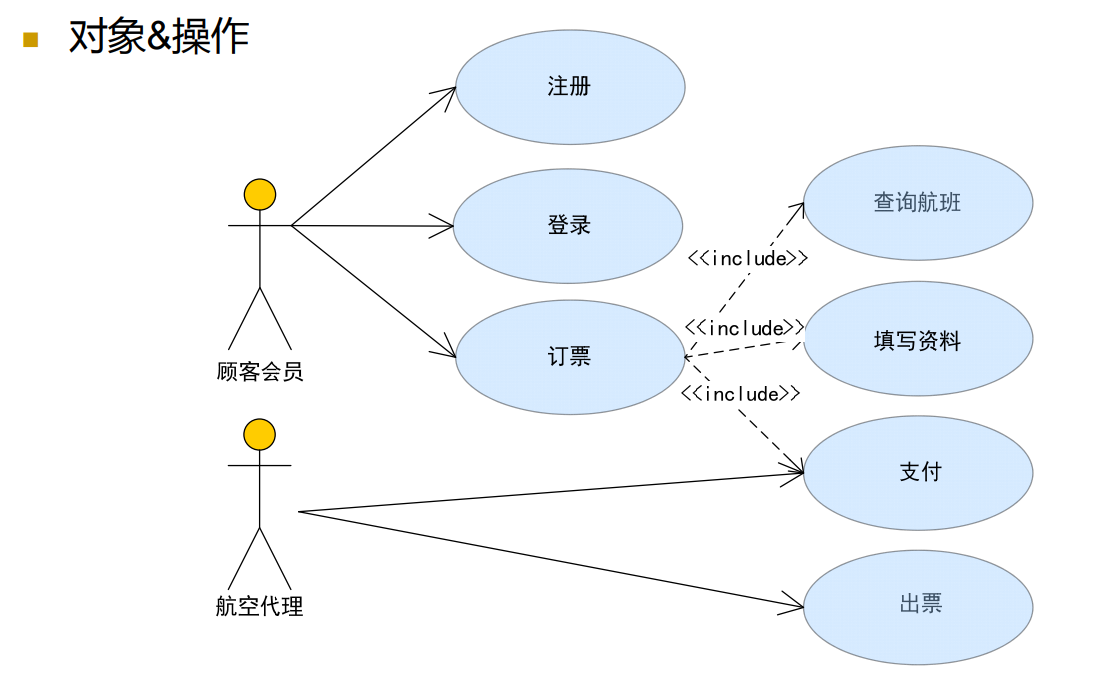 对象&操作
注册
登录
订票
查询航班
填写资料
支付
出票
<<include>>
<<include>>
<<include>>
顾客会员
航空代理